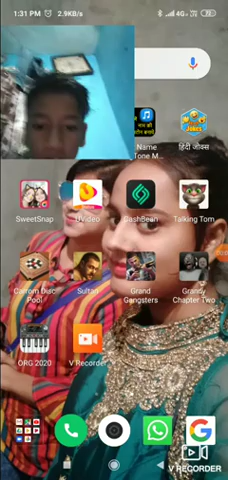 1:31 PM 2.9KB/s 4G
Name
Tone M...
हिंदी जोक्स
SweetSnap UVideo CashBean Talking Tom
Carrom Disc Pool Sultan Grand Gangsters Granny Chapter Two
ORG 2020 V Recorder
V RECORDER